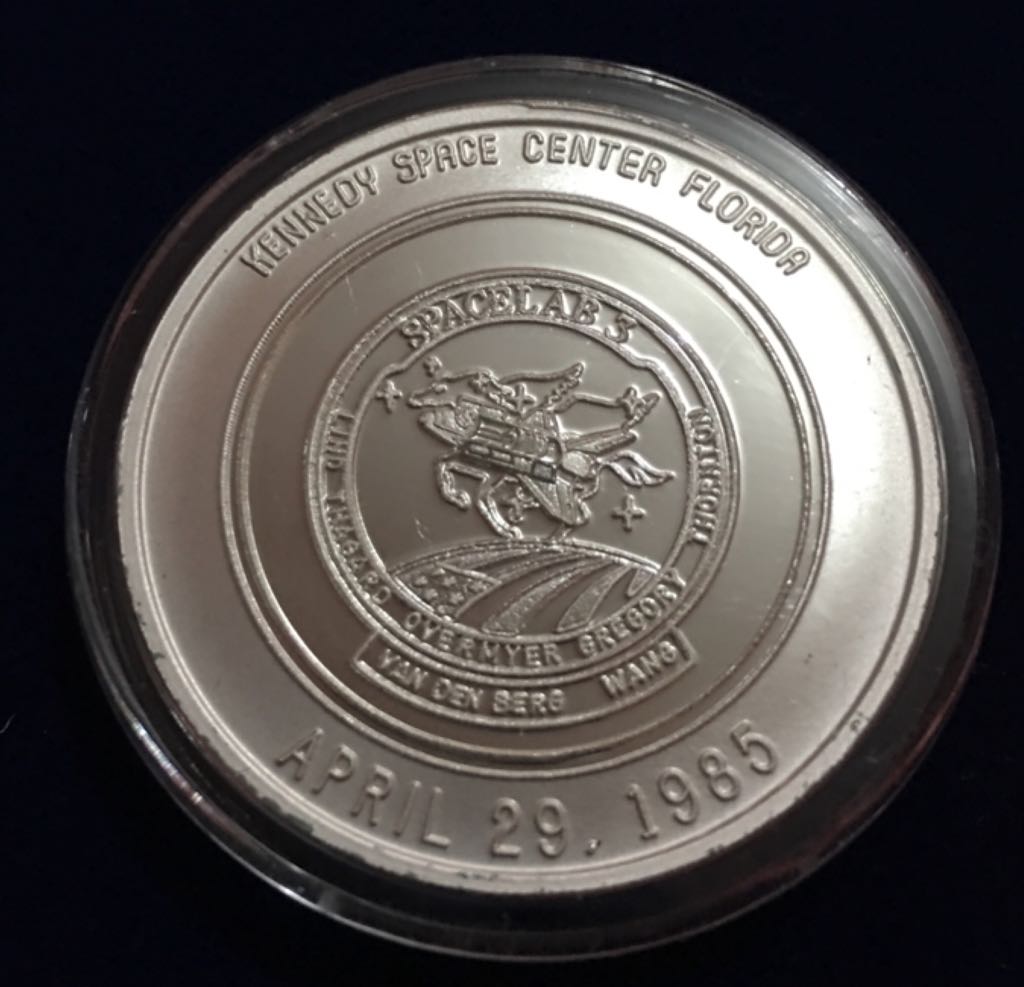 KENNEDY SPACE CENTER FLORIDA
SPACELAB 3
LIND THAGARD OVERMYER GREGORY THORNTON
VAN DEN BERG WANG
APRIL 29, 1985